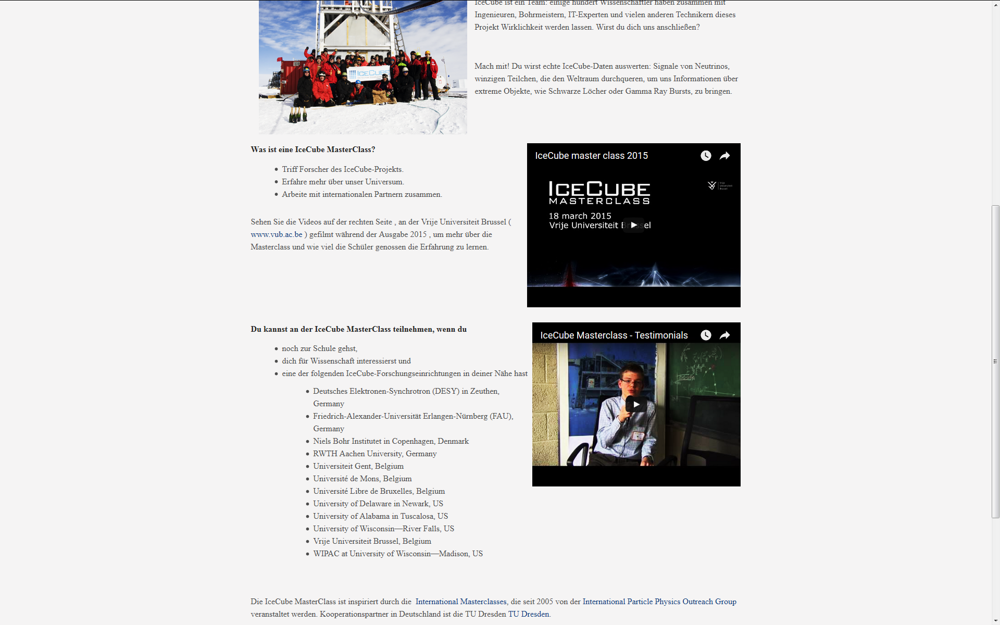 IceCube ist ein Team: einige hundert Wissenschaftler haben zusammen mit
Ingenieuren, Bohrmeistern, IT-Experten und vielen anderen Technikern dieses
Projekt Wirklichkeit werden lassen. Wirst du dich uns anschließen?
ICECUBE
Mach mit! Du wirst echte IceCube-Daten auswerten: Signale von Neutrinos,
winzigen Teilchen, die den Weltraum durchqueren, um uns Informationen über
extreme Objekte, wie Schwarze Löcher oder Gamma Ray Bursts, zu bringen.
Was ist eine IceCube MasterClass?
Triff Forscher des IceCube-Projekts.
Erfahre mehr über unser Universum.
Arbeite mit internationalen Partnern zusammen.
Sehen Sie die Videos auf der rechten Seite , an der Vrije Universiteit Brussel (
www.vub.ac.be ) gefilmt während der Ausgabe 2015 , um mehr über die
Masterclass und wie viel die Schüler genossen die Erfahrung zu lernen.
IceCube master class 2015
ICECUBE
MASTERCLASS
Vrije
Universiteit
Brussel
18 march 2015
Vrije Universiteit Brussel
Du kannst an der IceCube MasterClass teilnehmen, wenn du
noch zur Schule gehst,
dich für Wissenschaft interessierst und
eine der folgenden IceCube-Forschungseinrichtungen in deiner Nähe hast
Deutsches Elektronen-Synchrotron (DESY) in Zeuthen,
Germany
Friedrich-Alexander-Universität Erlangen-Nürnberg (FAU),
Germany
Niels Bohr Institutet in Copenhagen, Denmark
RWTH Aachen University, Germany
Universiteit Gent, Belgium
Université de Mons, Belgium
Université Libre de Bruxelles, Belgium
University of Delaware in Newark, US
University of Alabama in Tuscalosa, US
University of Wisconsin—River Falls, US
Vrije Universiteit Brussel, Belgium
WIPAC at University of Wisconsin—Madison, US
IceCube Masterclass - Testimonials
Die IceCube MasterClass ist inspiriert durch die International Masterclasses, die seit 2005 von der International Particle Physics Outreach Group
veranstaltet werden. Kooperationspartner in Deutschland ist die TU Dresden TU Dresden.